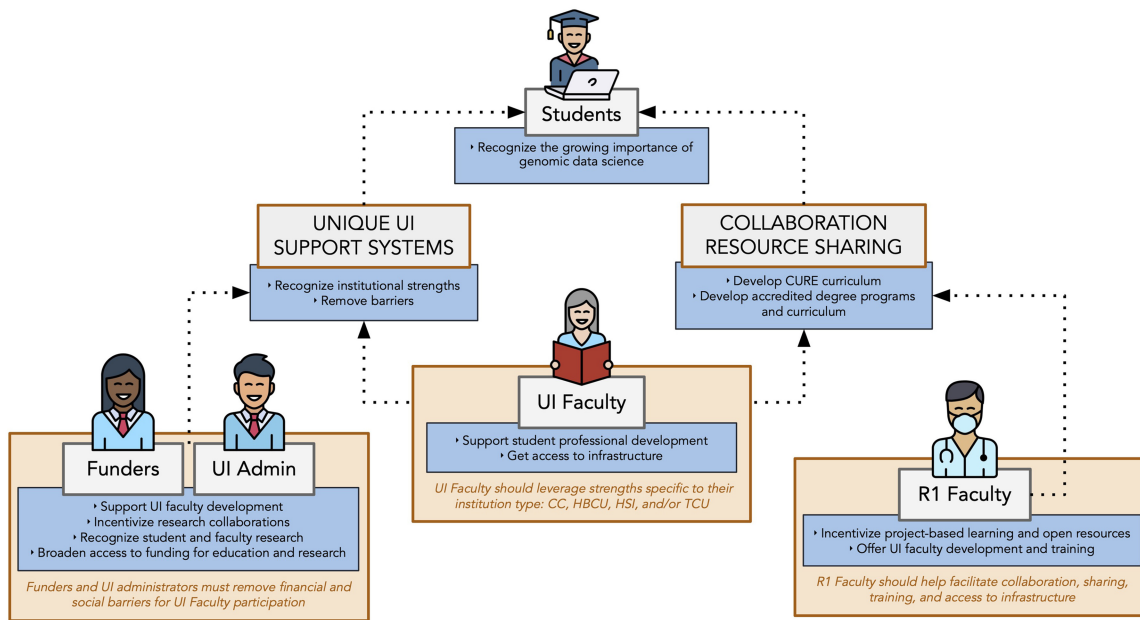 Students
‣ Recognize the growing importance of
genomic data science
UNIQUE UI
SUPPORT SYSTEMS
‣ Recognize institutional strengths
‣ Remove barriers
COLLABORATION
RESOURCE SHARING
‣ Develop CURE curriculum
‣ Develop accredited degree programs
and curriculum
Funders
UI Admin
‣ Support UI faculty development
‣ Incentivize research collaborations
‣ Recognize student and faculty research
‣ Broaden access to funding for education and research
Funders and UI administrators must remove financial and
social barriers for UI Faculty participation
UI Faculty
‣ Support student professional development
‣ Get access to infrastructure
UI Faculty should leverage strengths specific to their
institution type: CC, HBCU, HSI, and/or TCU
R1 Faculty
‣ Incentivize project-based learning and open resources
‣ Offer UI faculty development and training
R1 Faculty should help facilitate collaboration, sharing,
training, and access to infrastructure